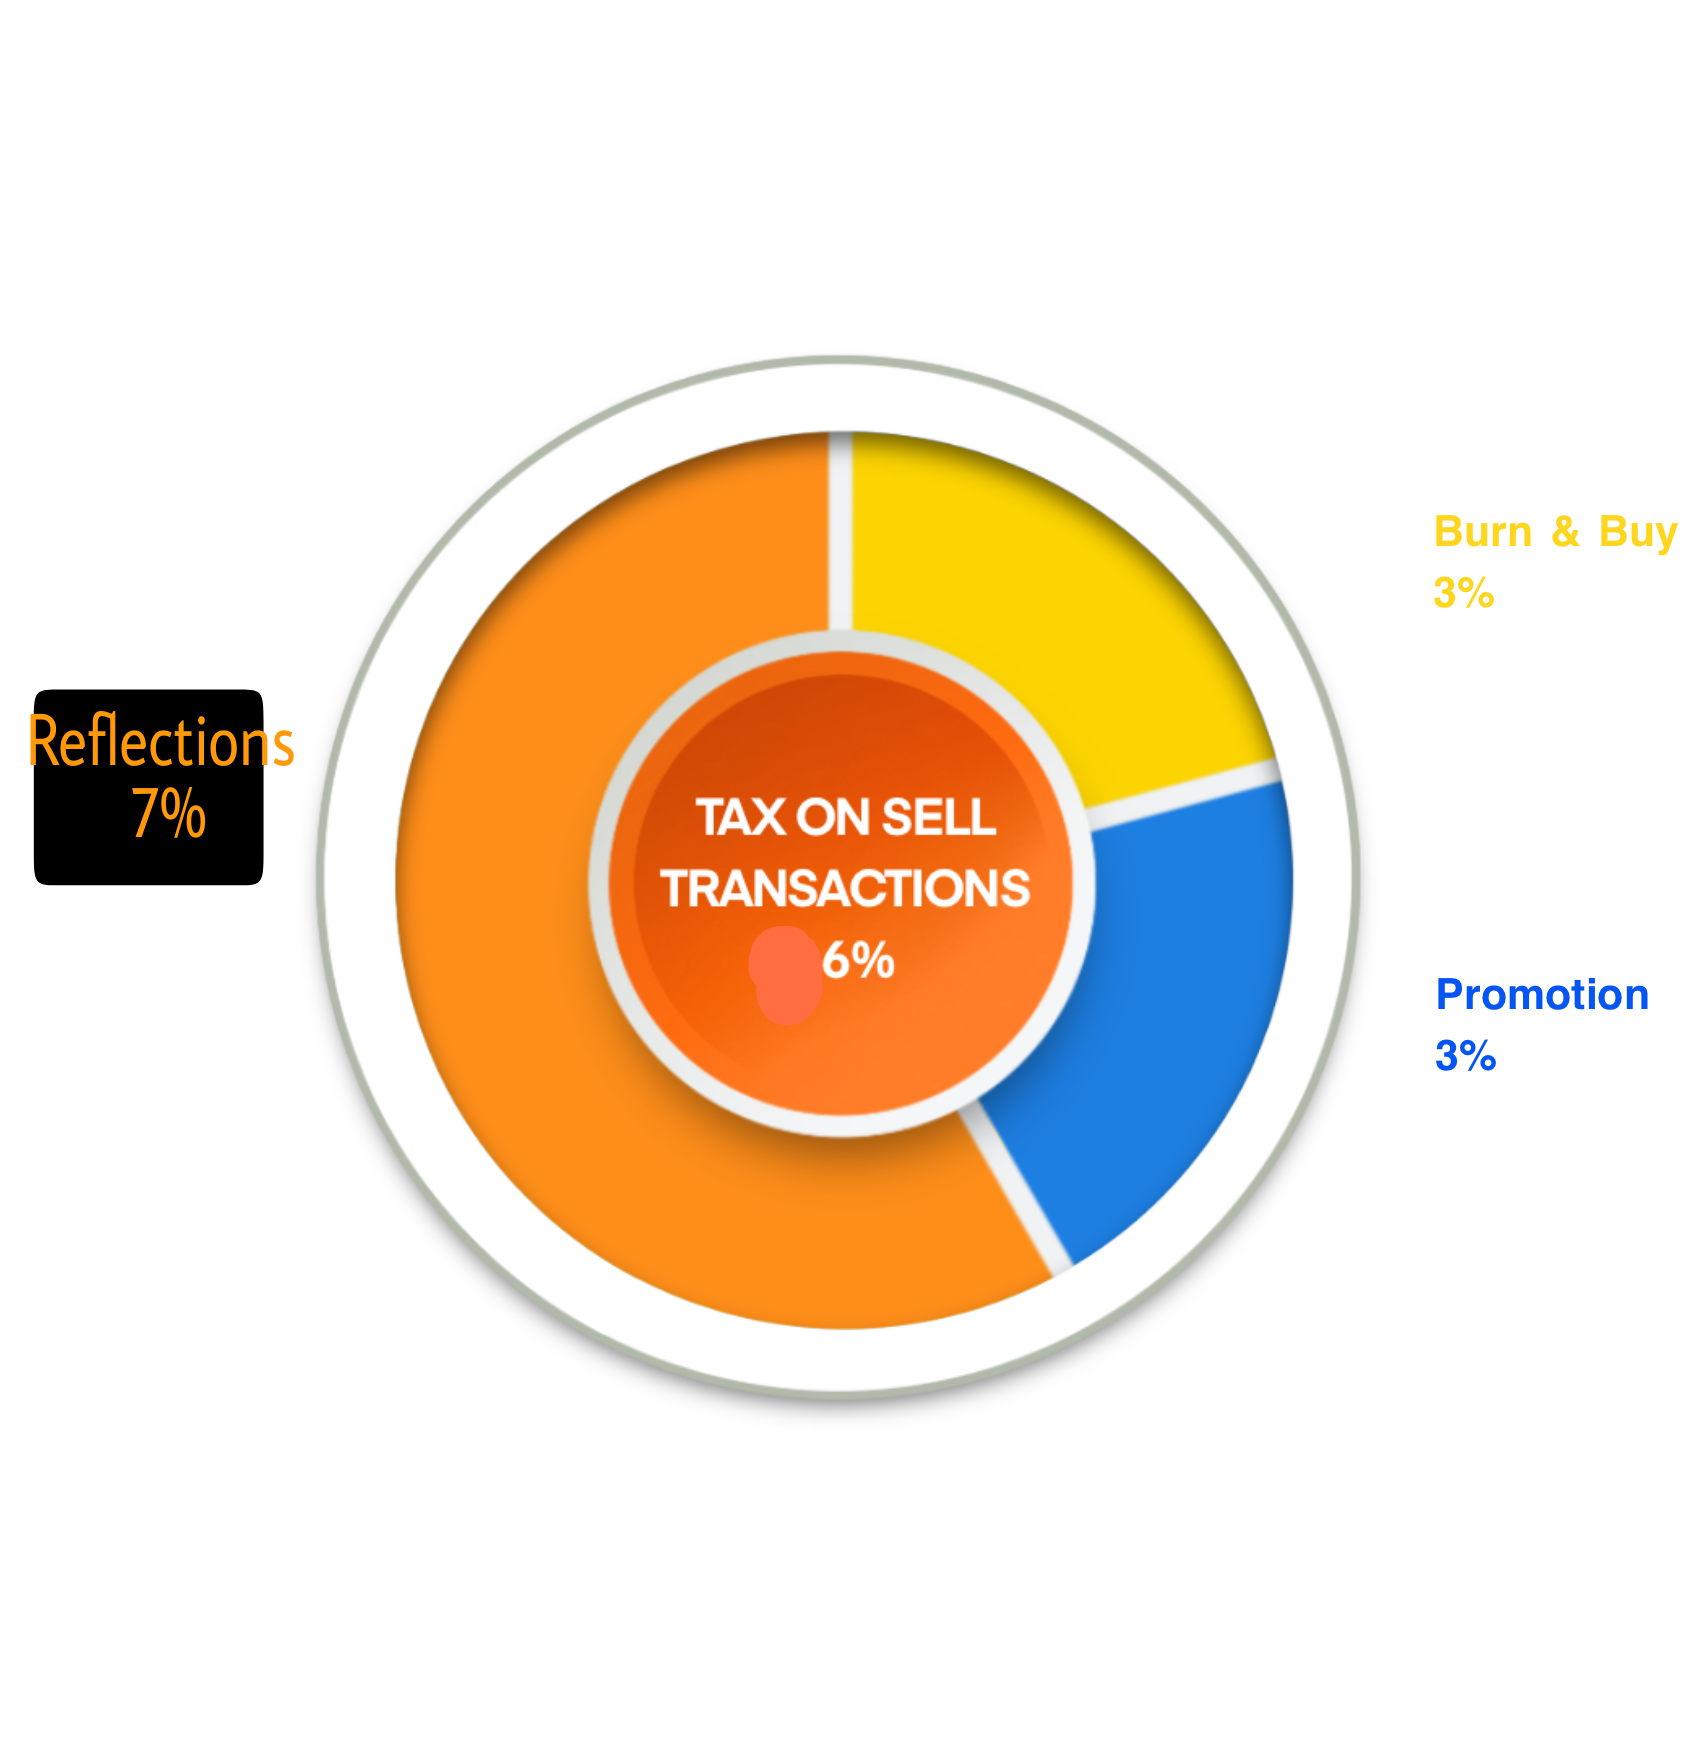 Burn & Buy
3%
Reflections
7%
TAX ON SELL
TRANSACTIONS
6%
Promotion
3%